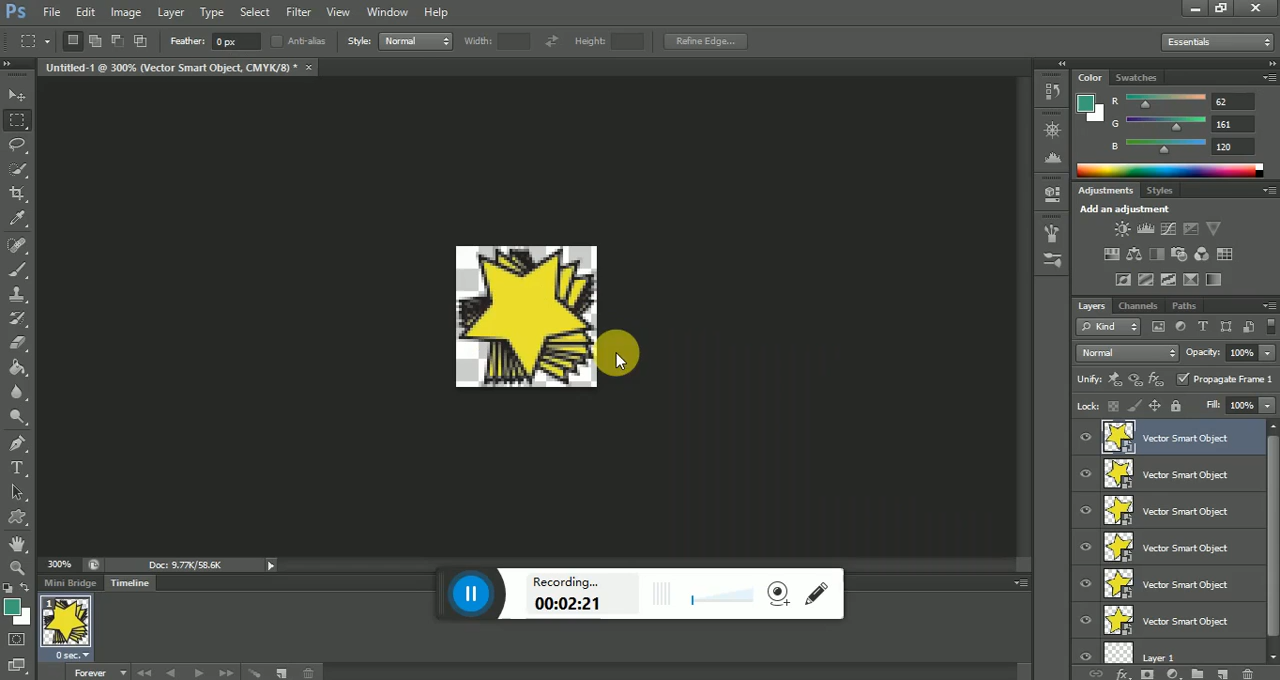 Ps File Edit Image Layer Type Select Filter View Window Help
Feather: 0 px Anti-alias Style: Normal Width: Height: Refine Edge... Essentials
Untitled-1 @ 300% (Vector Smart Object, CMYK/8) * ×
Color Swatches
R 62
G 161
B 120
Adjustments Styles
Add an adjustment
Layers Channels Paths
Kind
Normal Opacity: 100%
Unify: Propagate Frame 1
Lock: Fill: 100%
Vector Smart Object
Vector Smart Object
Vector Smart Object
Vector Smart Object
Vector Smart Object
Vector Smart Object
Layer 1
300% Doc: 9.77K/58.6K
Mini Bridge Timeline
1
0 sec.
Forever
Recording...
00:02:21